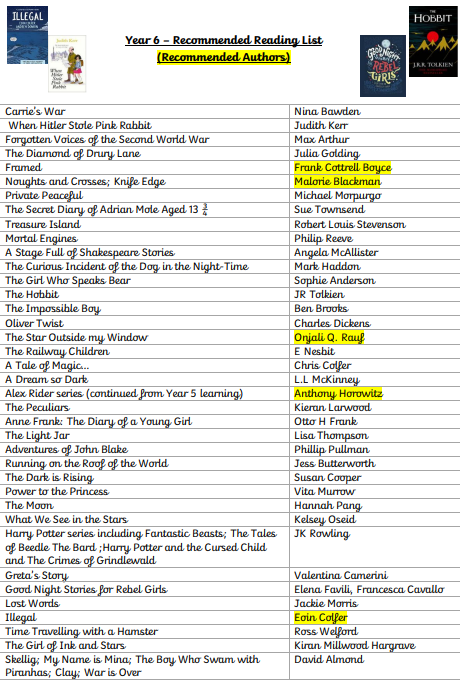 ILLEGAL
Judith Kerr
When
Hitler
Stole
Pink
Rabbit
Year 6 – Recommended Reading List
(Recommended Authors)
GOOD NIGHT
REBEL
GIRLS
THE
HOBBIT
J.R.R. TOLKIEN
Carrie's War Nina Bawden
When Hitler Stole Pink Rabbit Judith Kerr
Forgotten Voices of the Second World War Max Arthur
The Diamond of Drury Lane Julia Golding
Framed Frank Cottrell Boyce
Noughts and Crosses; Knife Edge Malorie Blackman
Private Peaceful Michael Morpurgo
The Secret Diary of Adrian Mole Aged 13 3/4 Sue Townsend
Treasure Island Robert Louis Stevenson
Mortal Engines Philip Reeve
A Stage Full of Shakespeare Stories Angela McAllister
The Curious Incident of the Dog in the Night-Time Mark Haddon
The Girl Who Speaks Bear Sophie Anderson
The Hobbit JR Tolkien
The Impossible Boy Ben Brooks
Oliver Twist Charles Dickens
The Star Outside my Window Onjali Q. Rauf
The Railway Children E Nesbit
A Tale of Magic... Chris Colfer
A Dream so Dark L.L McKinney
Alex Rider series (continued from Year 5 learning) Anthony Horowitz
The Peculiars Kieran Larwood
Anne Frank: The Diary of a Young Girl Otto H Frank
The Light Jar Lisa Thompson
Adventures of John Blake Phillip Pullman
Running on the Roof of the World Jess Butterworth
The Dark is Rising Susan Cooper
Power to the Princess Vita Murrow
The Moon Hannah Pang
What We See in the Stars Kelsey Oseid
Harry Potter series including Fantastic Beasts; The Tales JK Rowling
of Beedle The Bard ;Harry Potter and the Cursed Child
and The Crimes of Grindlewald
Greta's Story Valentina Camerini
Good Night Stories for Rebel Girls Elena Favili, Francesca Cavallo
Lost Words Jackie Morris
Illegal Eoin Colfer
Time Travelling with a Hamster Ross Welford
The Girl of Ink and Stars Kiran Millwood Hargrave
Skellig; My Name is Mina; The Boy Who Swam with David Almond
Piranhas; Clay; War is Over